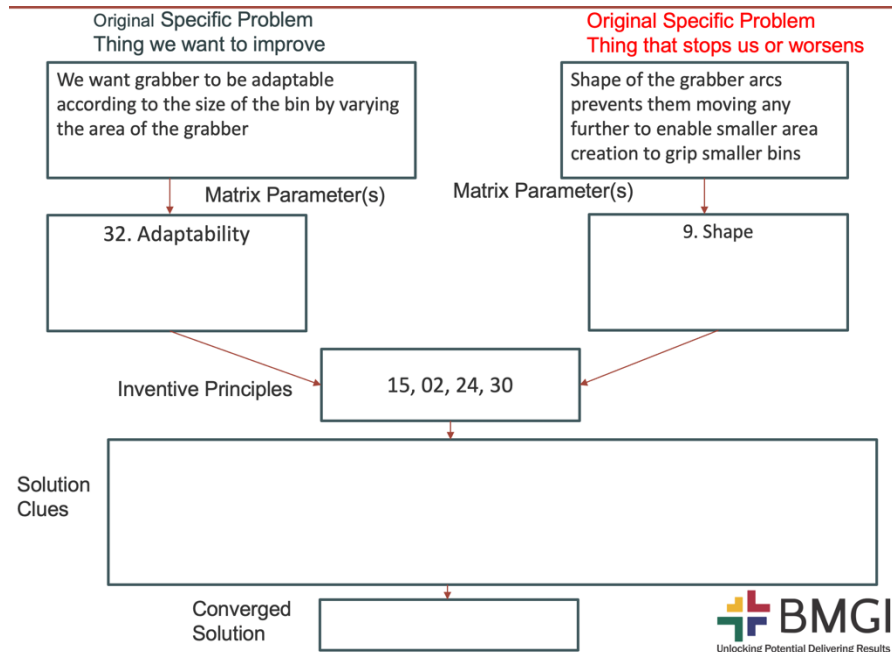 Original Specific Problem
Thing we want to improve
Original Specific Problem
Thing that stops us or worsens
We want grabber to be adaptable
according to the size of the bin by varying
the area of the grabber
Shape of the grabber arcs
prevents them moving any
further to enable smaller area
creation to grip smaller bins
Matrix Parameter(s)
Matrix Parameter(s)
32. Adaptability
9. Shape
Inventive Principles
15, 02, 24, 30
Solution
Clues
Converged
Solution
BMGI
Unlocking Potential Delivering Results